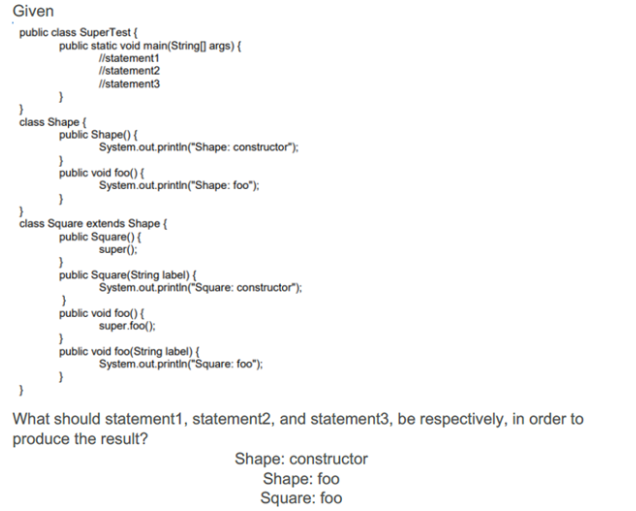 Given
public class SuperTest {
public static void main(String[] args) {
//statement1
//statement2
//statement3
}
}
class Shape {
public Shape() {
System.out.println("Shape: constructor");
}
public void foo() {
System.out.println("Shape: foo");
}
}
class Square extends Shape {
public Square() {
super();
}
public Square(String label) {
System.out.println("Square: constructor");
}
public void foo() {
super.foo();
}
public void foo(String label) {
System.out.println("Square: foo");
}
}
What should statement1, statement2, and statement3, be respectively, in order to
produce the result?
Shape: constructor
Shape: foo
Square: foo